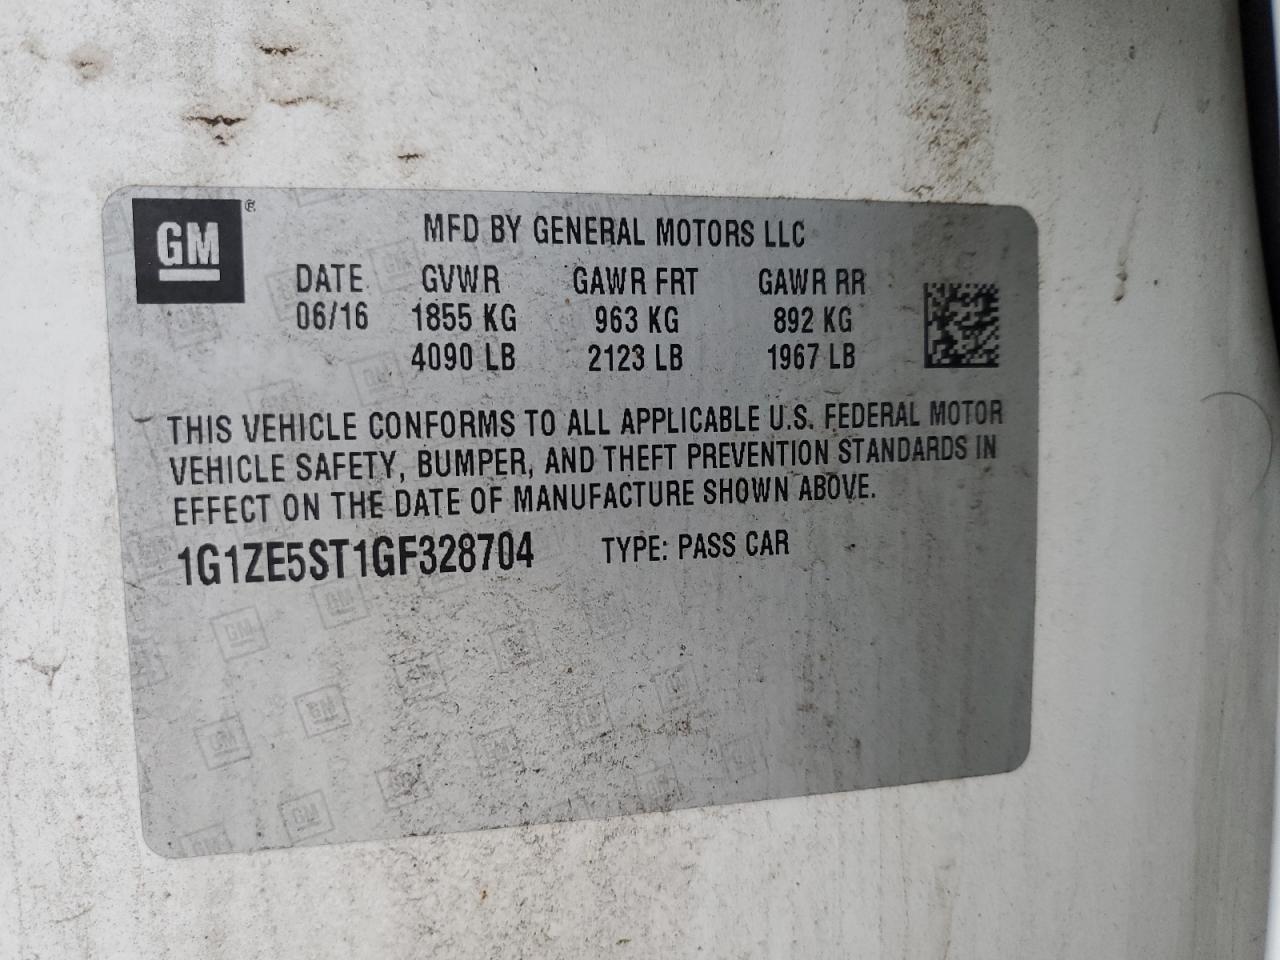 GM®
MFD BY GENERAL MOTORS LLC
DATE GVWR GAWR FRT GAWR RR
06/16 1855 KG 963 KG 892 KG
4090 LB 2123 LB 1967 LB
THIS VEHICLE CONFORMS TO ALL APPLICABLE U.S. FEDERAL MOTOR
VEHICLE SAFETY, BUMPER, AND THEFT PREVENTION STANDARDS IN
EFFECT ON THE DATE OF MANUFACTURE SHOWN ABOVE.
1G1ZE5ST1GF328704 TYPE: PASS CAR